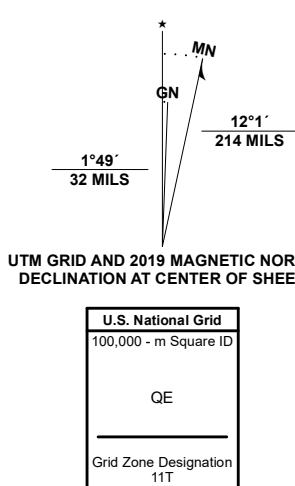 ★
MN
GN
12°1´
214 MILS
1°49´
32 MILS
UTM GRID AND 2019 MAGNETIC NOR
DECLINATION AT CENTER OF SHEE
U.S. National Grid
100,000 - m Square ID
QE
Grid Zone Designation
11T